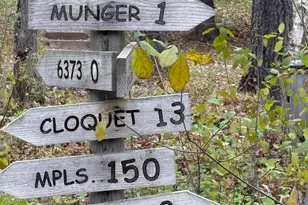 MUNGER 1
6373 0
CLOQUET 13
MPLS. 150